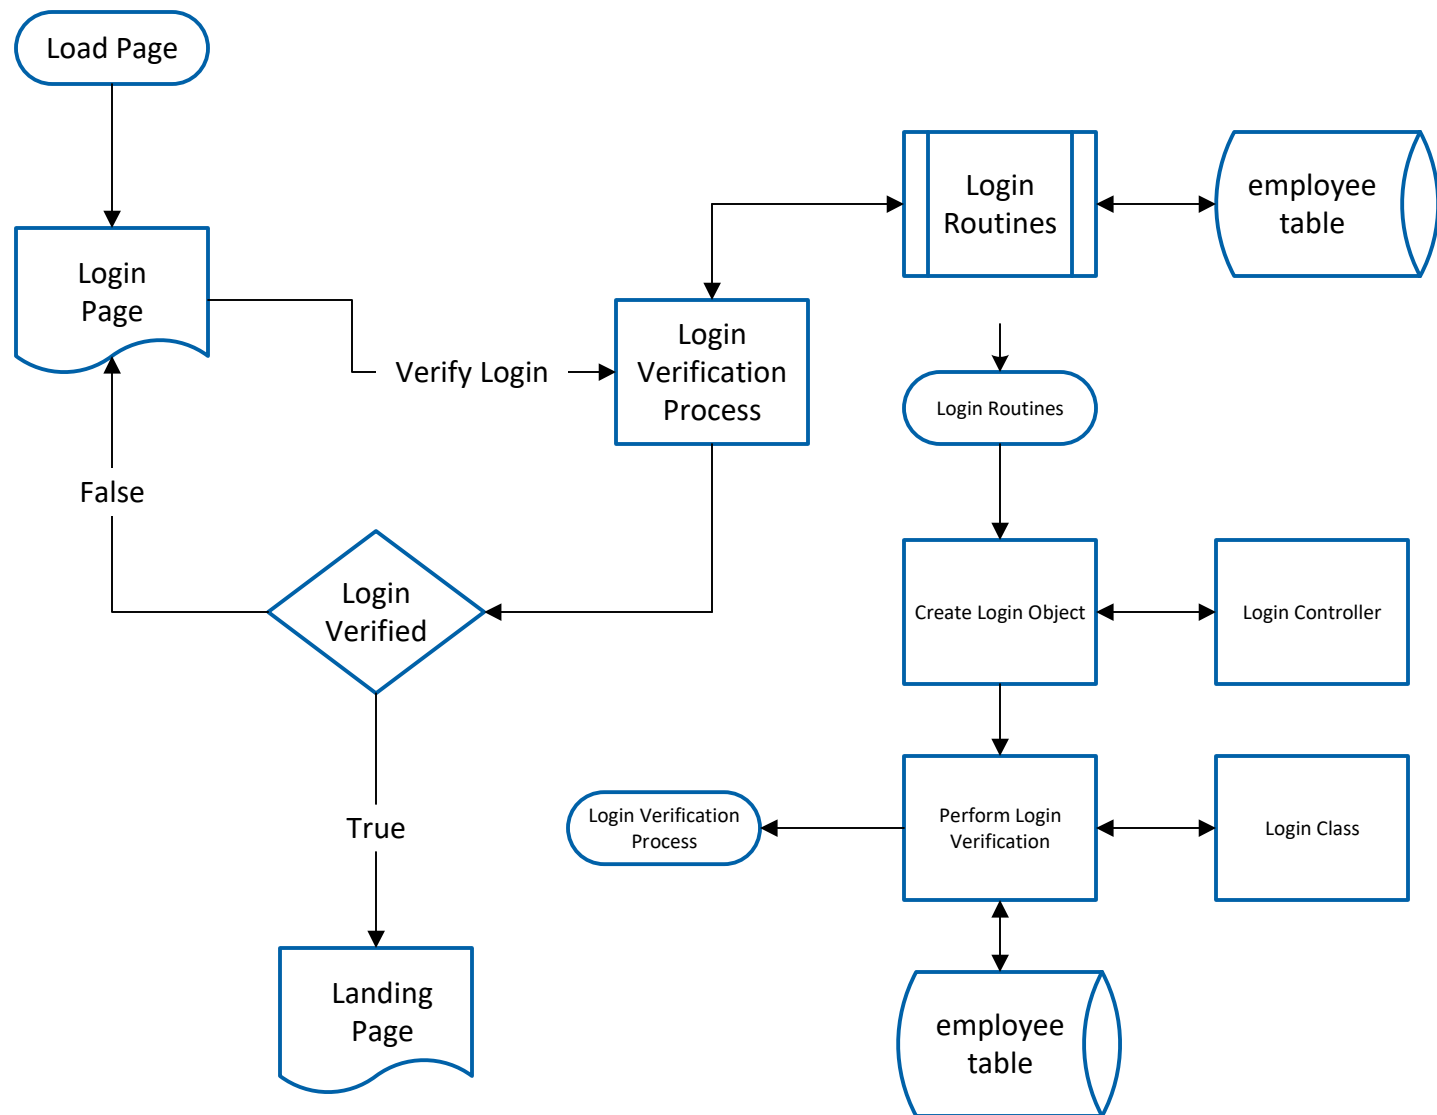 Load Page
Login
Page
Verify Login
Login
Verification
Process
Login
Routines
employee
table
Login Routines
False
Login
Verified
Create Login Object
Login Controller
True
Login Verification
Process
Perform Login
Verification
Login Class
Landing
Page
employee
table